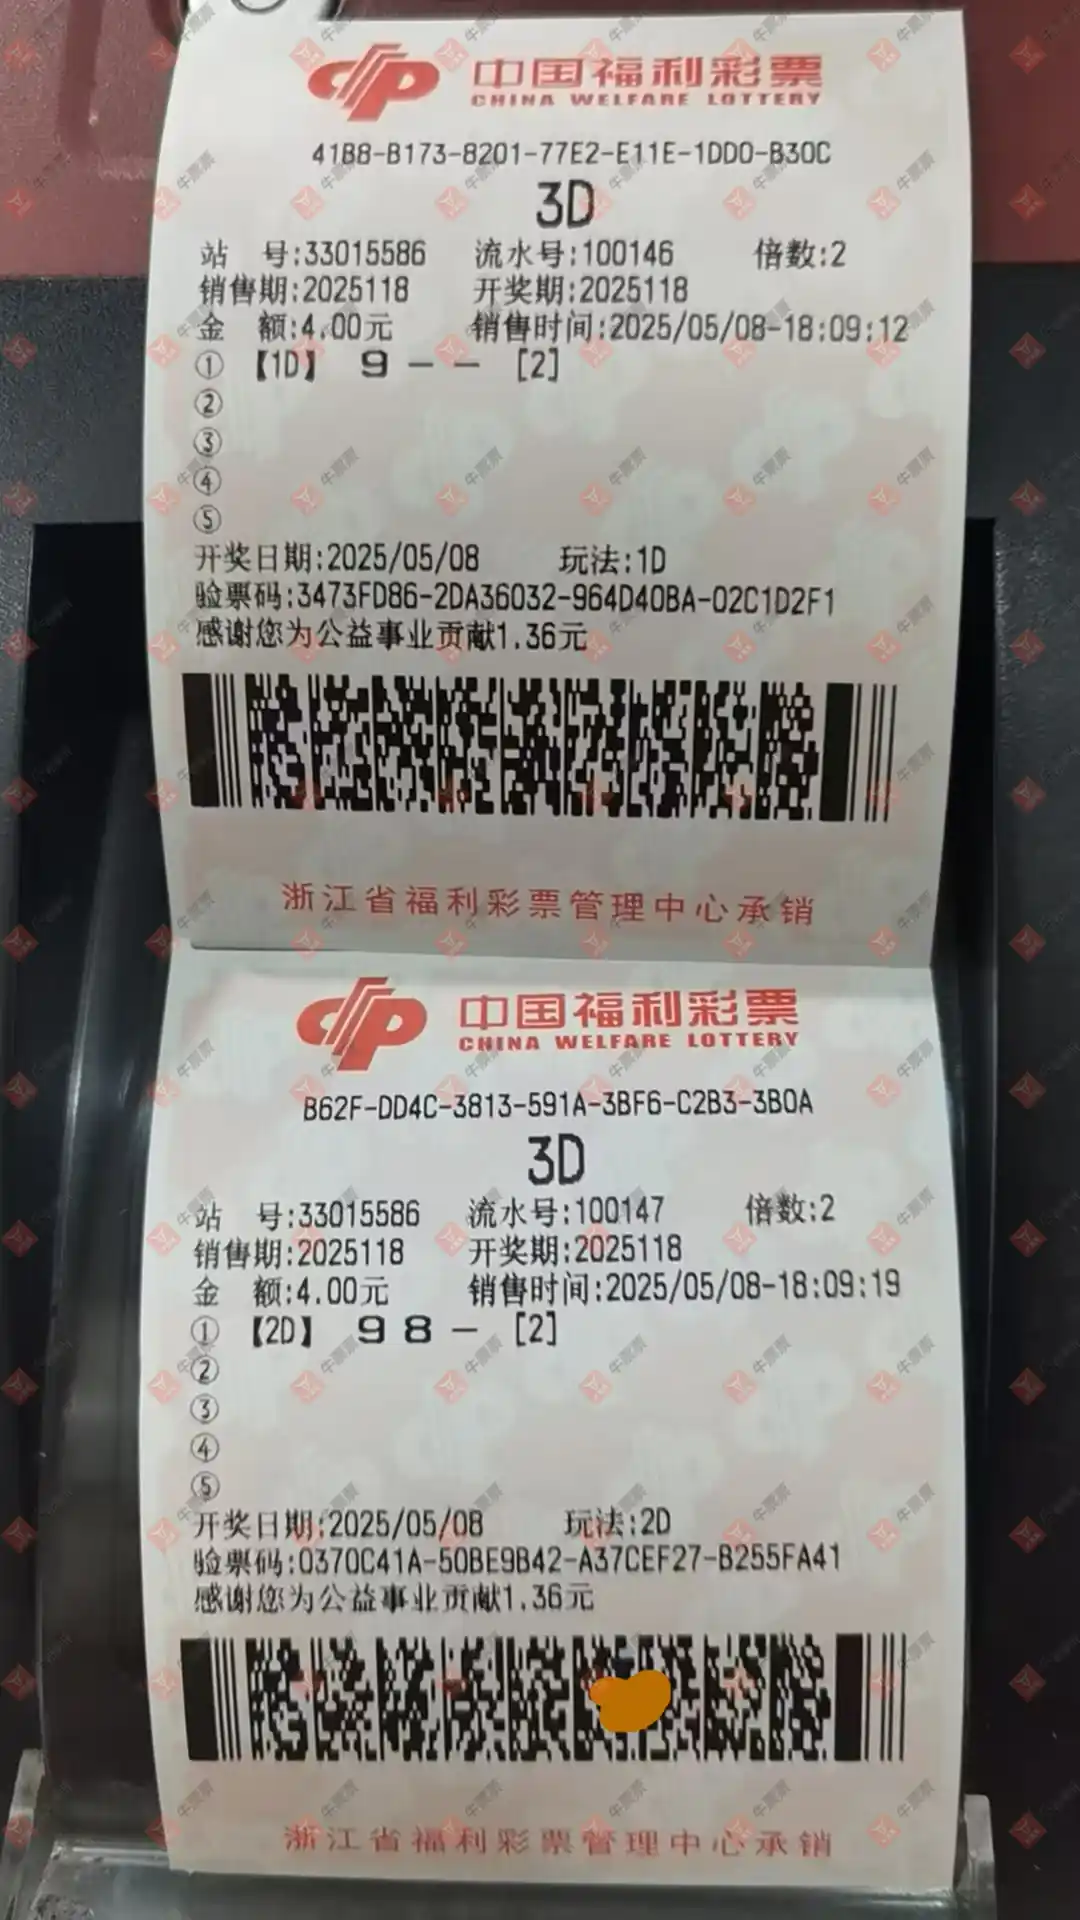 中国福利彩票
CHINA WELFARE LOTTERY
41B8-B173-8201-77E2-E11E-1DD0-B30C
3D
站 号:33015586 流水号:100146 倍数:2
销售期:2025118 开奖期:2025118
金 额:4.00元 销售时间:2025/05/08-18:09:12
① 【1D】 9 – – [2]
②
③
④
⑤
开奖日期:2025/05/08 玩法:1D
验票码:3473FD86-2DA36032-964D40BA-02C1D2F1
感谢您为公益事业贡献1.36元
浙江省福利彩票管理中心承销
中国福利彩票
CHINA WELFARE LOTTERY
B62F-DD4C-3813-591A-3BF6-C2B3-3B0A
3D
站 号:33015586 流水号:100147 倍数:2
销售期:2025118 开奖期:2025118
金 额:4.00元 销售时间:2025/05/08-18:09:19
① 【2D】 9 8 – [2]
②
③
④
⑤
开奖日期:2025/05/08 玩法:2D
验票码:0370C41A-50BE9B42-A37CEF27-B255FA41
感谢您为公益事业贡献1.36元
浙江省福利彩票管理中心承销